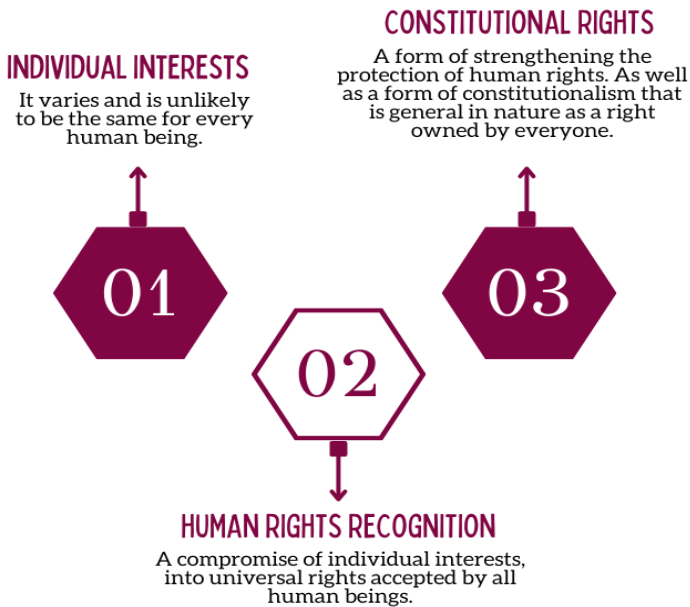 INDIVIDUAL INTERESTS
It varies and is unlikely
to be the same for every
human being.
01
HUMAN RIGHTS RECOGNITION
A compromise of individual interests,
into universal rights accepted by all
human beings.
02
CONSTITUTIONAL RIGHTS
A form of strengthening the
protection of human rights. As well
as a form of constitutionalism that
is general in nature as a right
owned by everyone.
03